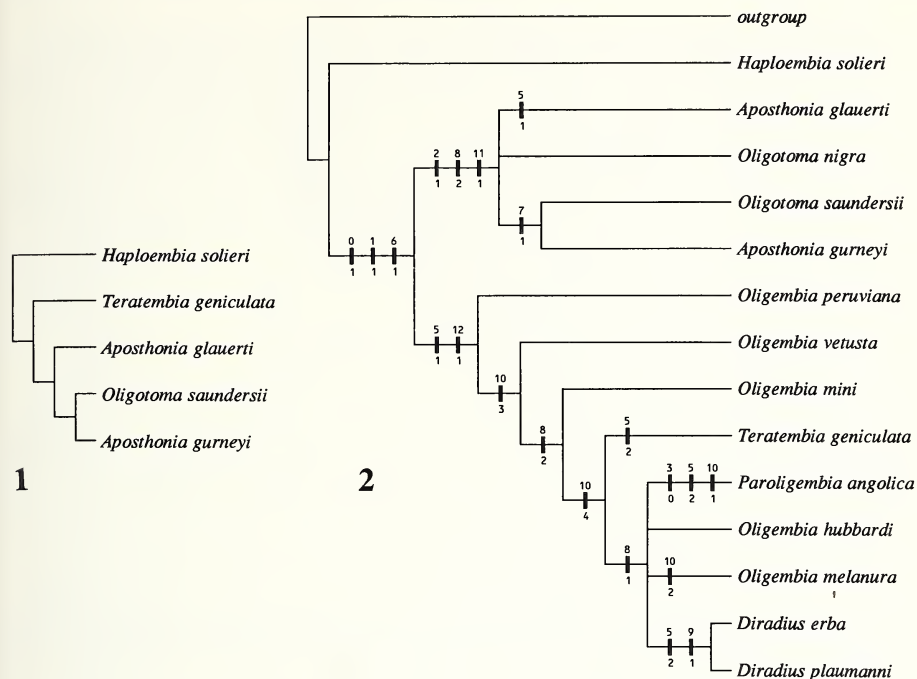 outgroup
Haploembia solieri
5
Aposthonia glauerti
1
2 8 11
Oligotoma nigra
1 2 1
7
Oligotoma saundersii
1
0 1 6
Aposthonia gurneyi
1 1 1
Haploembia solieri
Teratembia geniculata
Aposthonia glauerti
Oligotoma saundersii
Aposthonia gurneyi
1
2
5 12
Oligembia peruviana
1 1
10
Oligembia vetusta
3
8
Oligembia mini
2
5
Teratembia geniculata
2
10
4
3 5 10
Paroligembia angolica
0 2 1
8
Oligembia hubbardi
1
10
Oligembia melanura
2
Diradius erba
5 9
2 1
Diradius plaumanni